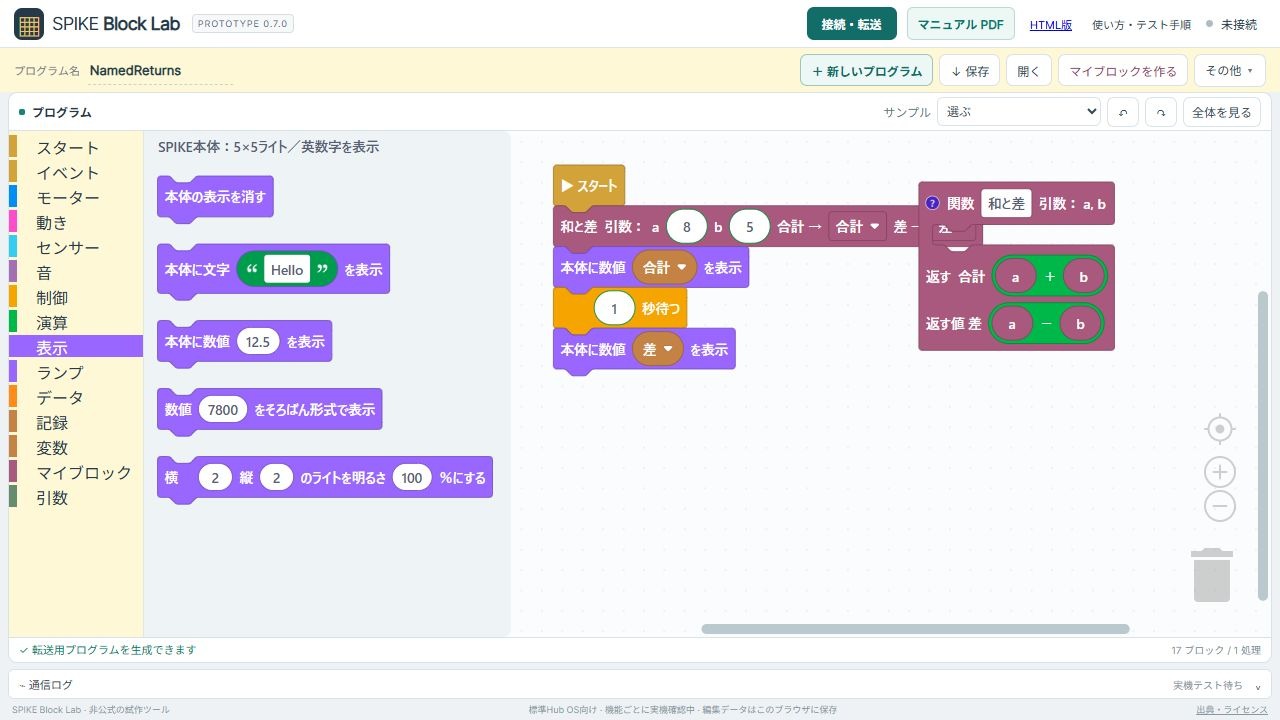 SPIKE Block Lab PROTOTYPE 0.7.0 接続・転送 マニュアル PDF HTML版 使い方・テスト手順 未接続
プログラム名 NamedReturns ＋ 新しいプログラム ↓ 保存 開く マイブロックを作る その他
プログラム サンプル 選ぶ 全体を見る
スタート
イベント
モーター
動き
センサー
音
制御
演算
表示
ランプ
データ
記録
変数
マイブロック
引数
SPIKE本体：5×5ライト／英数字を表示
本体の表示を消す
本体に文字 “ Hello ” を表示
本体に数値 12.5 を表示
数値 7800 をそろばん形式で表示
横 2 縦 2 のライトを明るさ 100 %にする
スタート
和と差 引数： a 8 b 5 合計 → 合計 差
本体に数値 合計 を表示
1 秒待つ
本体に数値 差 を表示
? 関数 和と差 引数： a, b
返す 合計 a + b
返す値 差 a − b
✓ 転送用プログラムを生成できます 17 ブロック / 1 処理
通信ログ 実機テスト待ち
SPIKE Block Lab · 非公式の試作ツール 標準Hub OS向け · 機能ごとに実機確認中 · 編集データはこのブラウザに保存 出典・ライセンス